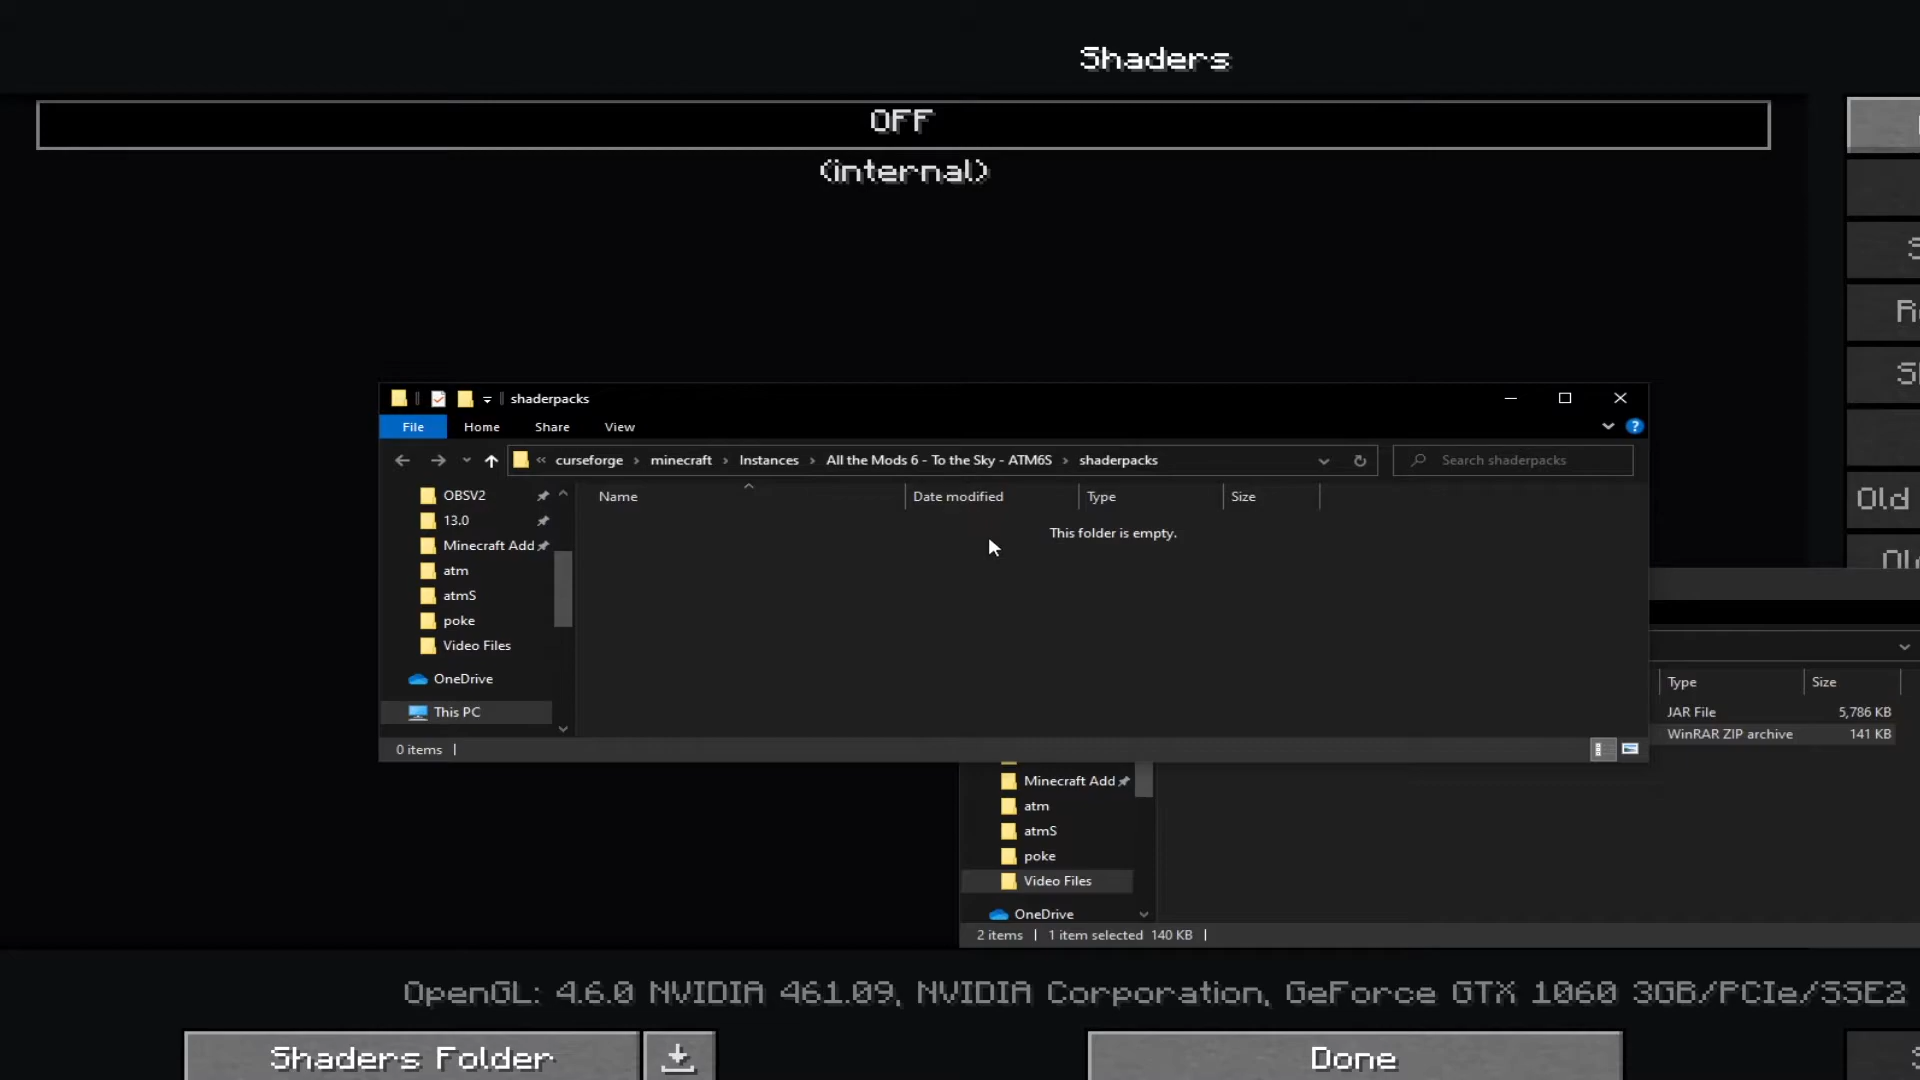 Shaders
OFF
(internal)
shaderpacks
File Home Share View
« curseforge › minecraft › Instances › All the Mods 6 - To the Sky - ATM6S › shaderpacks
Search shaderpacks
Name Date modified Type Size
This folder is empty.
OBSV2
13.0
Minecraft Add
atm
atmS
poke
Video Files
OneDrive
This PC
0 items
Old
Type Size
JAR File 5,786 KB
WinRAR ZIP archive 141 KB
Minecraft Add
atm
atmS
poke
Video Files
OneDrive
2 items 1 item selected 140 KB
OpenGL: 4.6.0 NVIDIA 461.09, NVIDIA Corporation, GeForce GTX 1060 3GB/PCIe/SSE2
Shaders Folder
Done